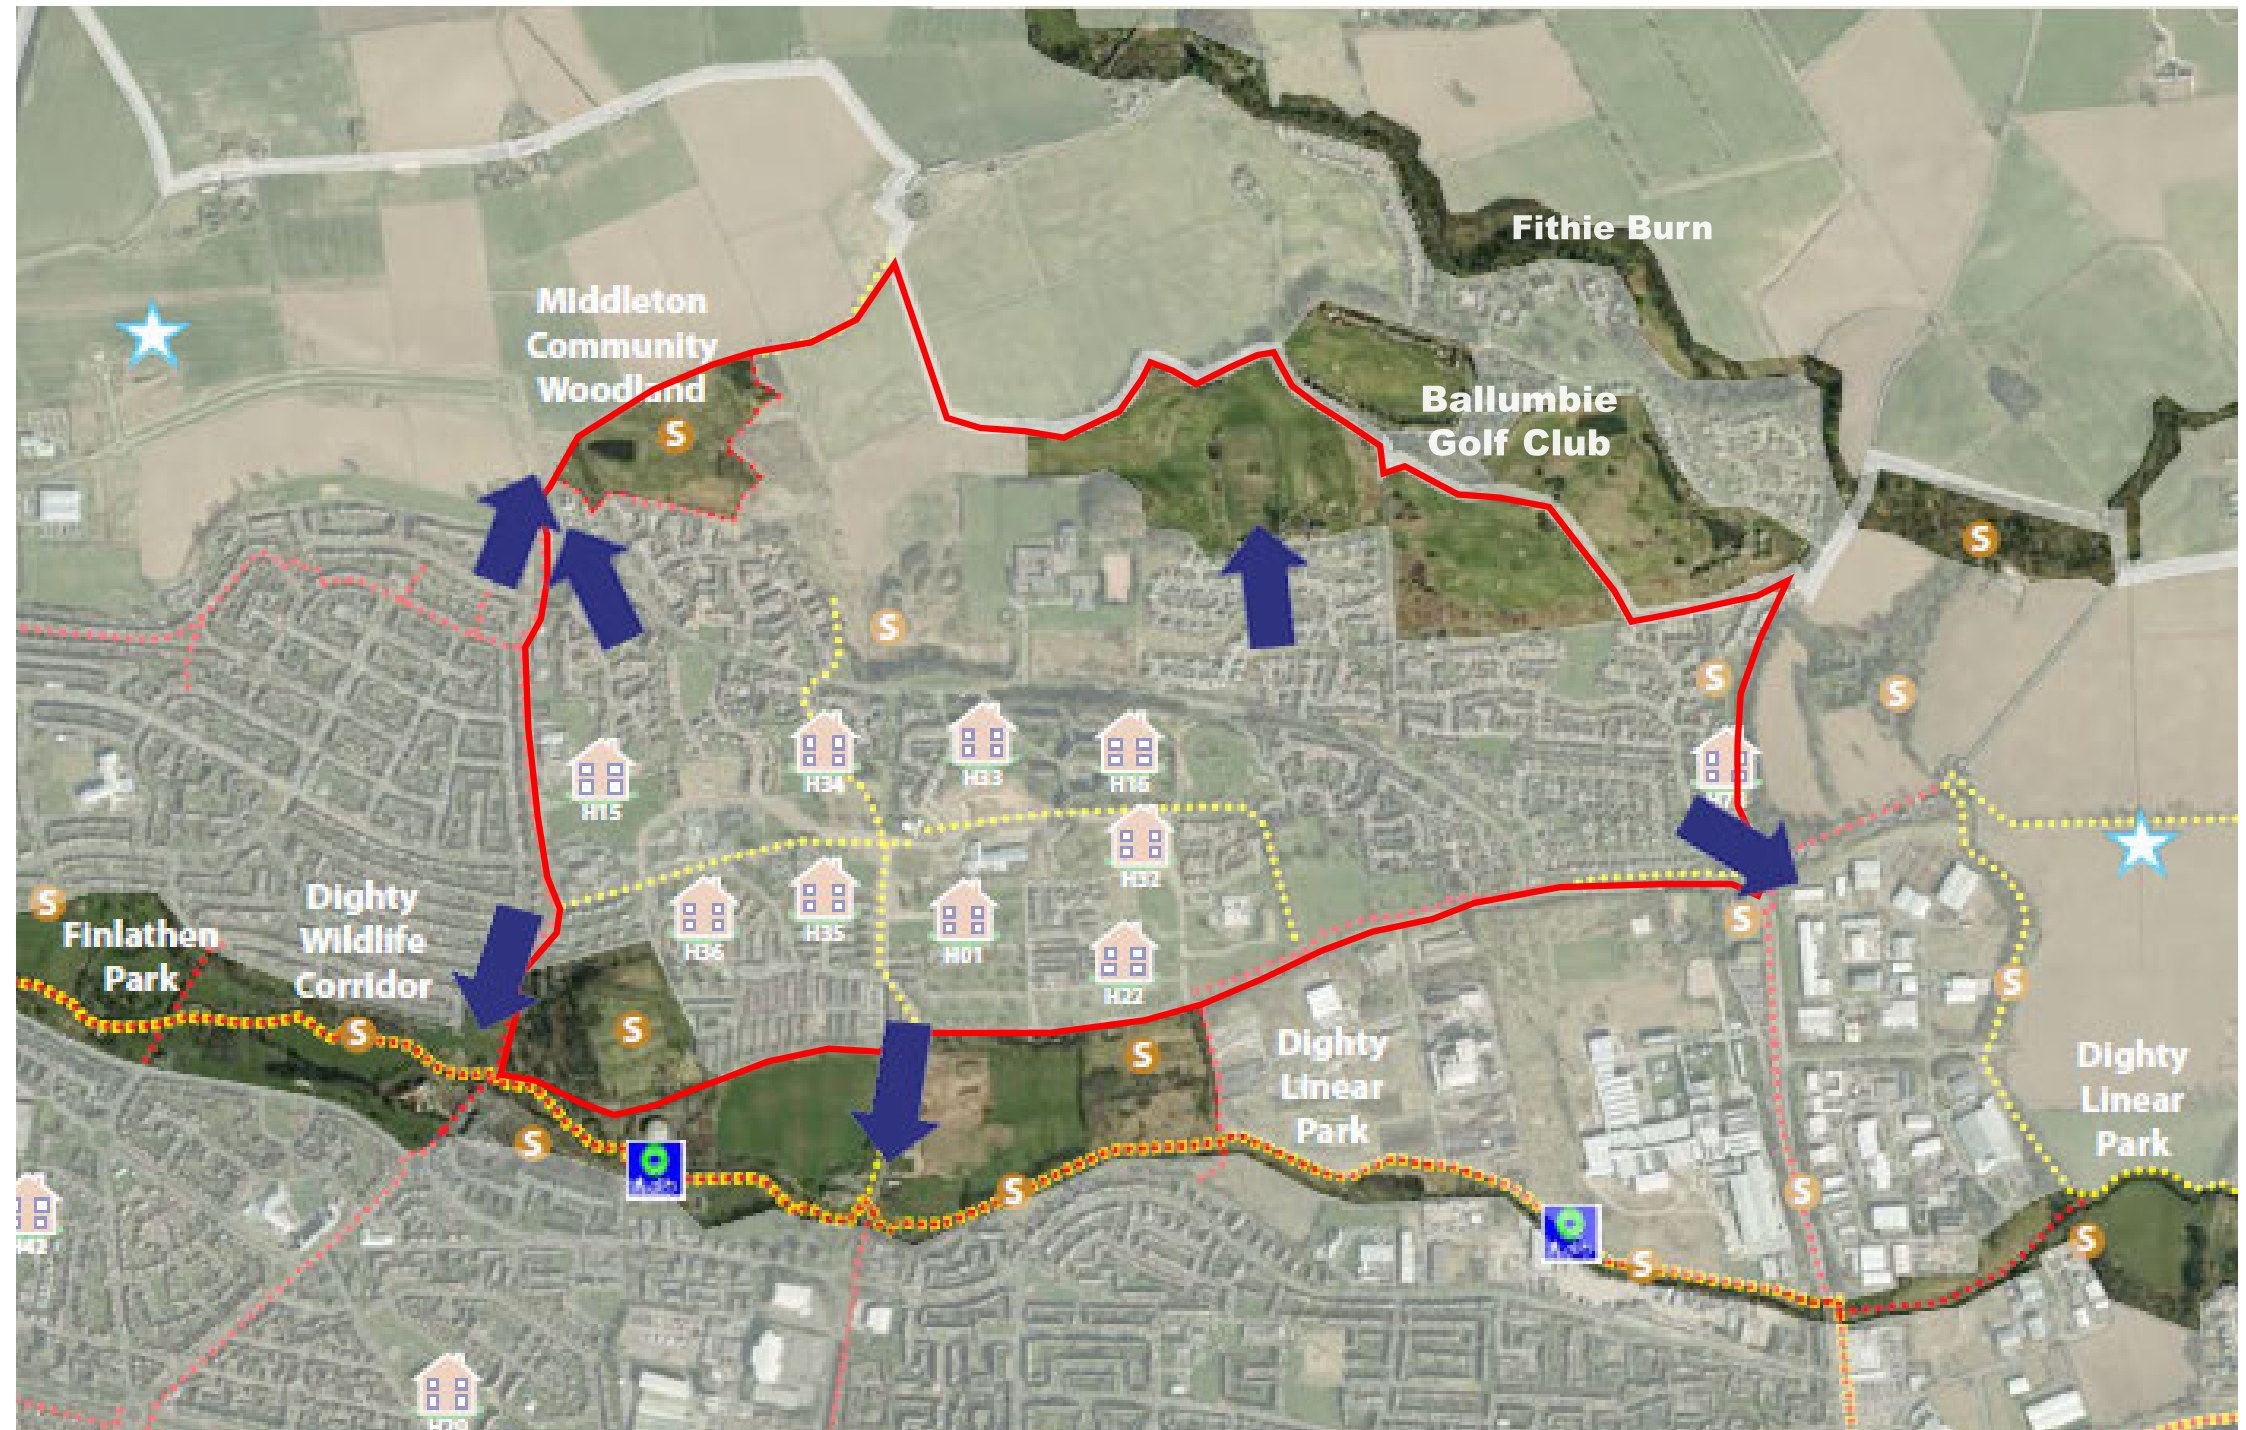 Fithie Burn
MIddleton
Community
Woodland
S
Ballumbie
Golf Club
S
S
S
S
H34
H33
H16
H15
H32
S
Finlathen
Park
Dighty
Wildlife
Corridor
H36
H35
H01
H22
S
S
S
S
S
Dighty
Linear
Park
Dighty
Linear
Park
S
S
S
S
S
H42